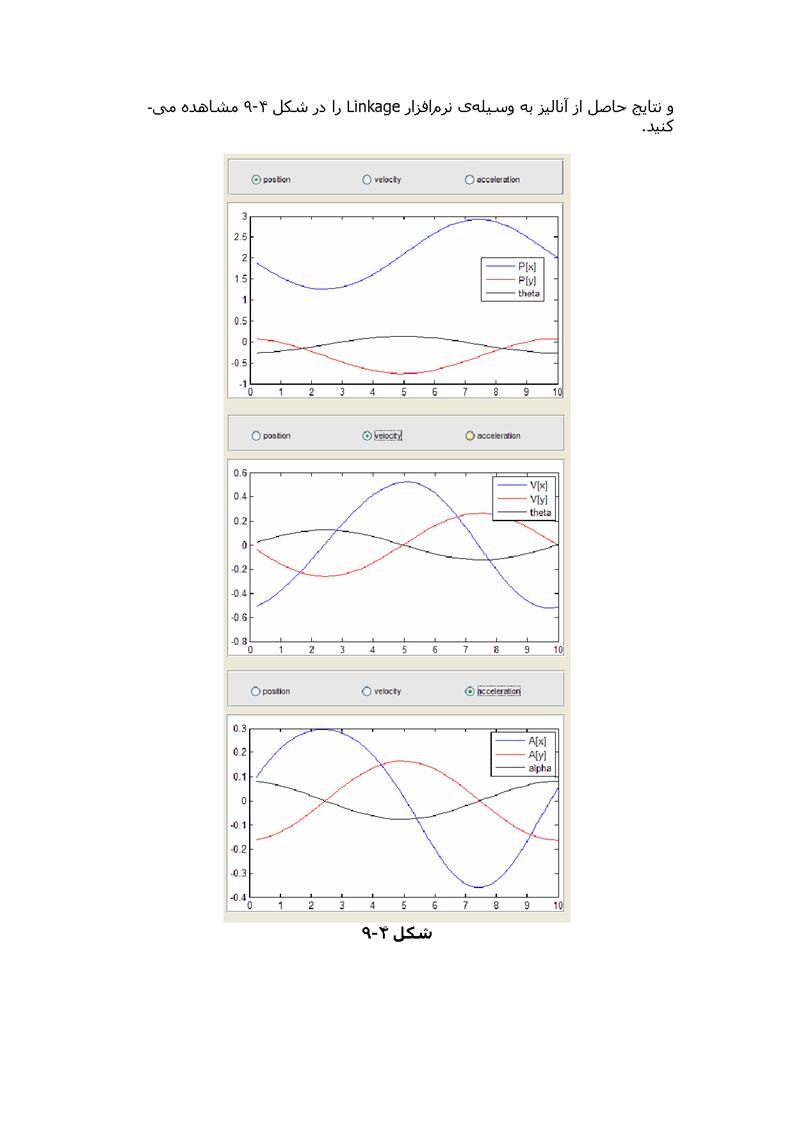 و نتایج حاصل از آنالیز به وسیله‌ی نرم‌افزار Linkage را در شکل ۴-۹ مشاهده می-
کنید.
position velocity acceleration
3
2.5
2
1.5
1
0.5
0
-0.5
-1
P[x]
P[y]
theta
0 1 2 3 4 5 6 7 8 9 10
position velocity acceleration
0.6
0.4
0.2
0
-0.2
-0.4
-0.6
-0.8
V[x]
V[y]
theta
0 1 2 3 4 5 6 7 8 9 10
position velocity acceleration
0.3
0.2
0.1
0
-0.1
-0.2
-0.3
-0.4
A[x]
A[y]
alpha
0 1 2 3 4 5 6 7 8 9 10
شکل ۴-۹